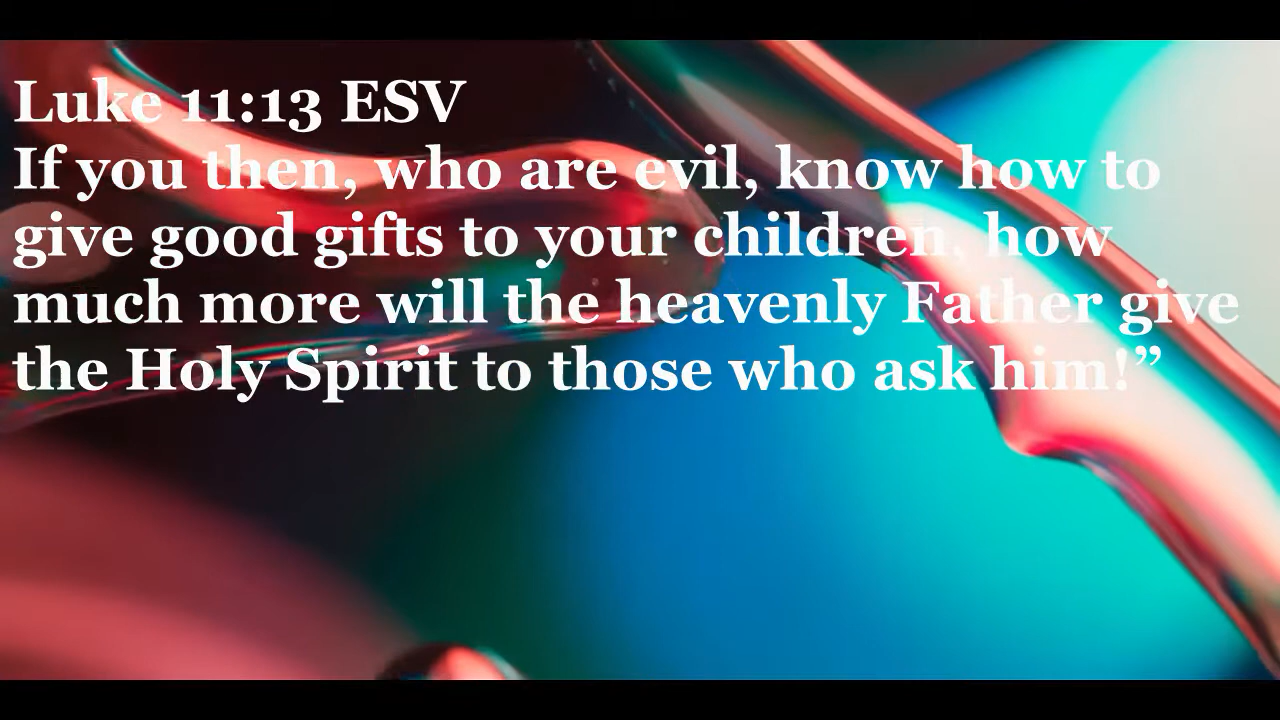 Luke 11:13 ESV
If you then, who are evil, know how to
give good gifts to your children, how
much more will the heavenly Father give
the Holy Spirit to those who ask him!”